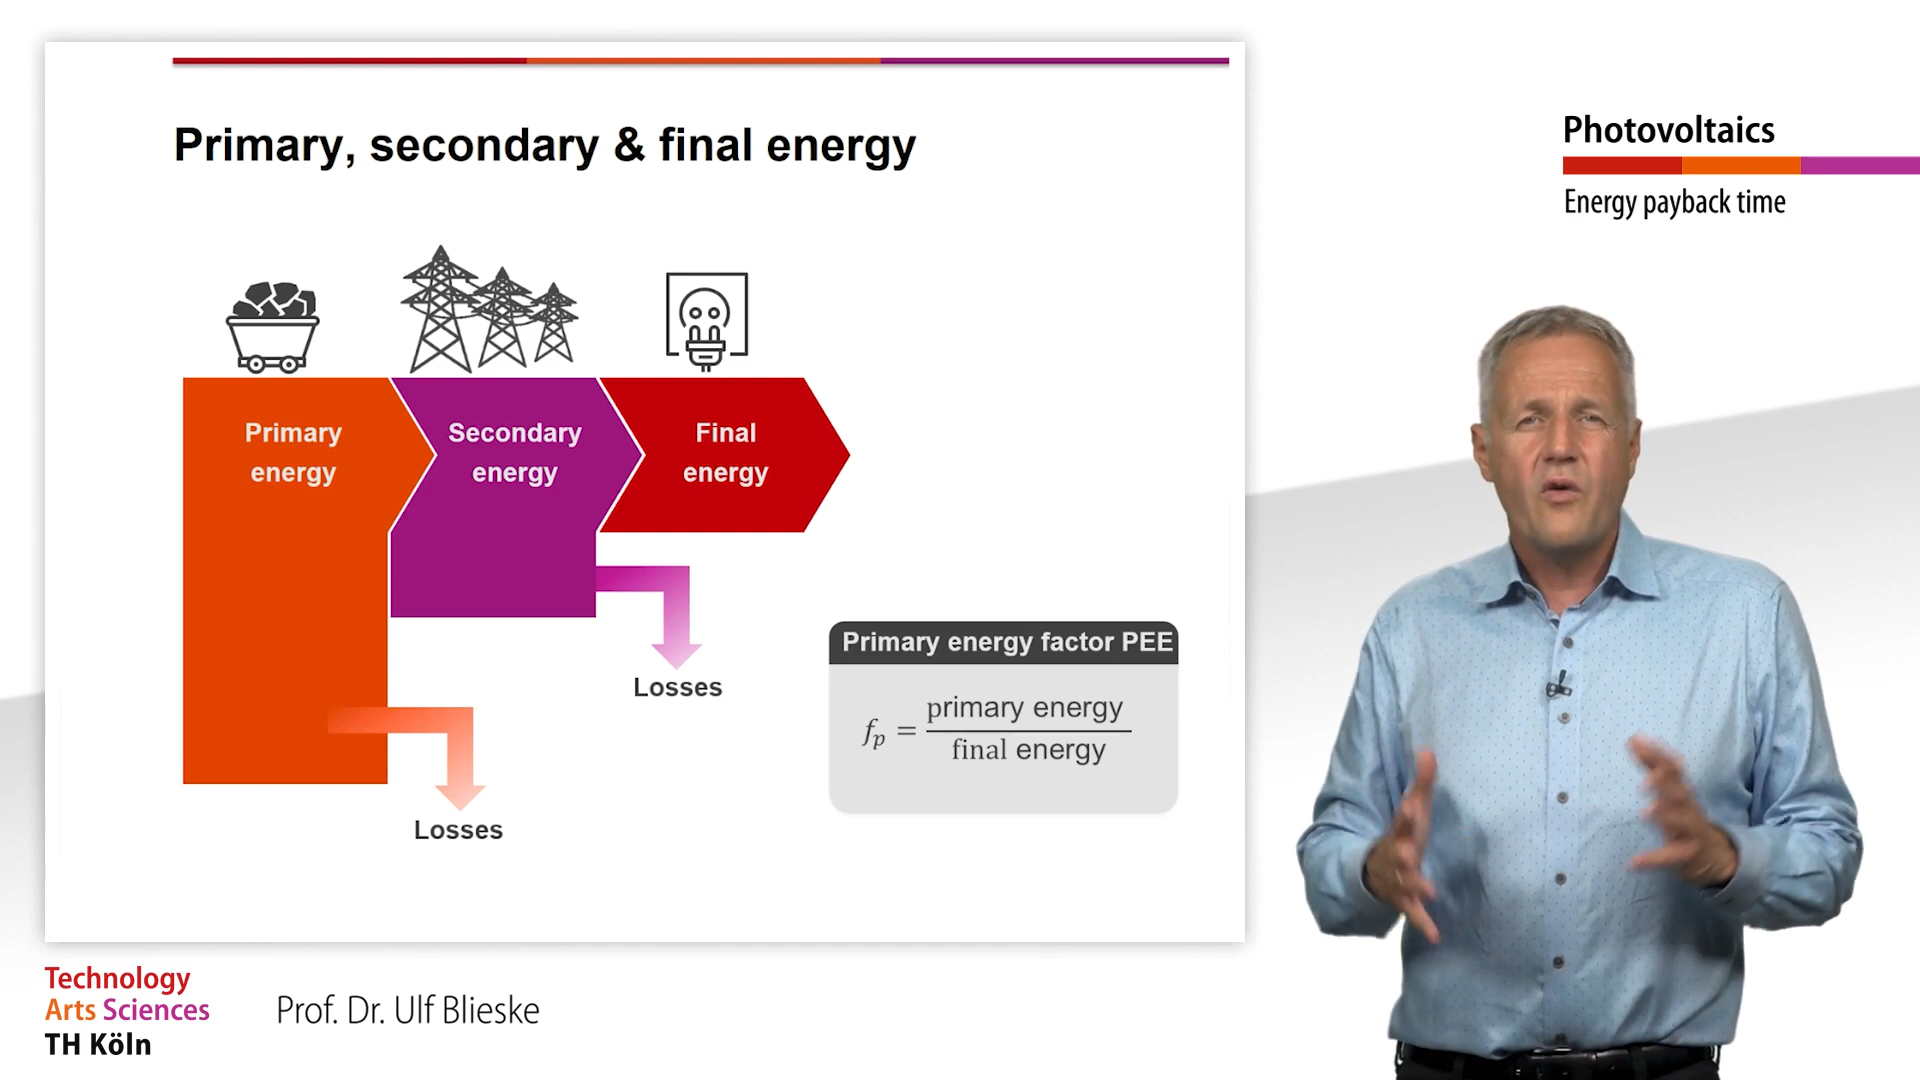 Primary, secondary & final energy
Primary
energy
Secondary
energy
Final
energy
Losses
Losses
Primary energy factor PEE
fp = primary energy
final energy
Photovoltaics
Energy payback time
Technology
Arts Sciences
TH Köln
Prof. Dr. Ulf Blieske